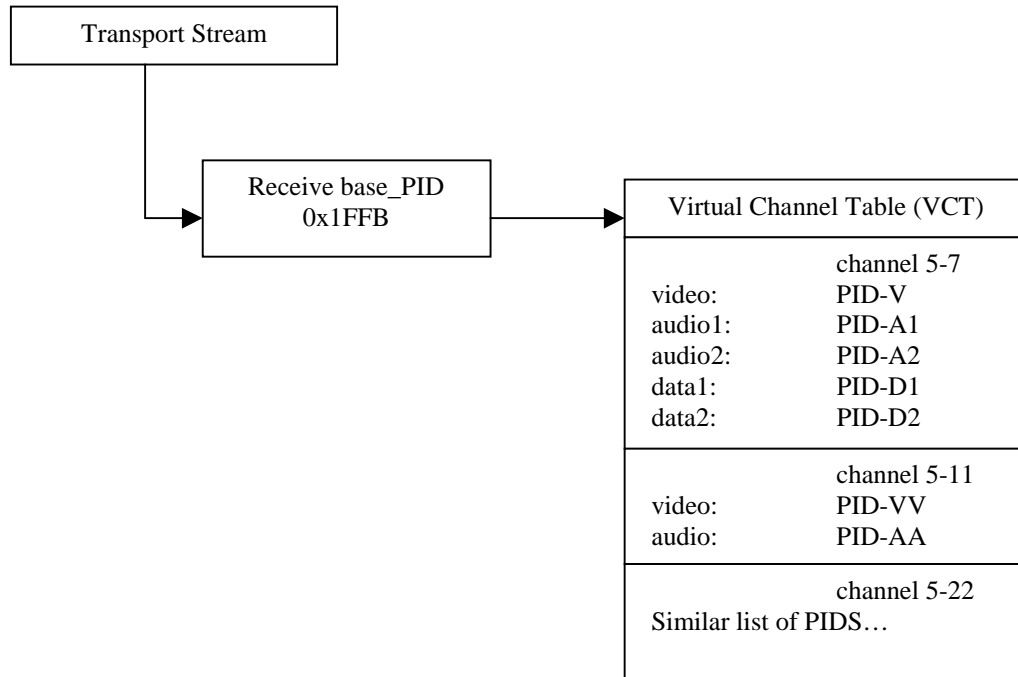 Transport Stream
Receive base_PID
0x1FFB
Virtual Channel Table (VCT)
channel 5-7
video: PID-V
audio1: PID-A1
audio2: PID-A2
data1: PID-D1
data2: PID-D2
channel 5-11
video: PID-VV
audio: PID-AA
channel 5-22
Similar list of PIDS…